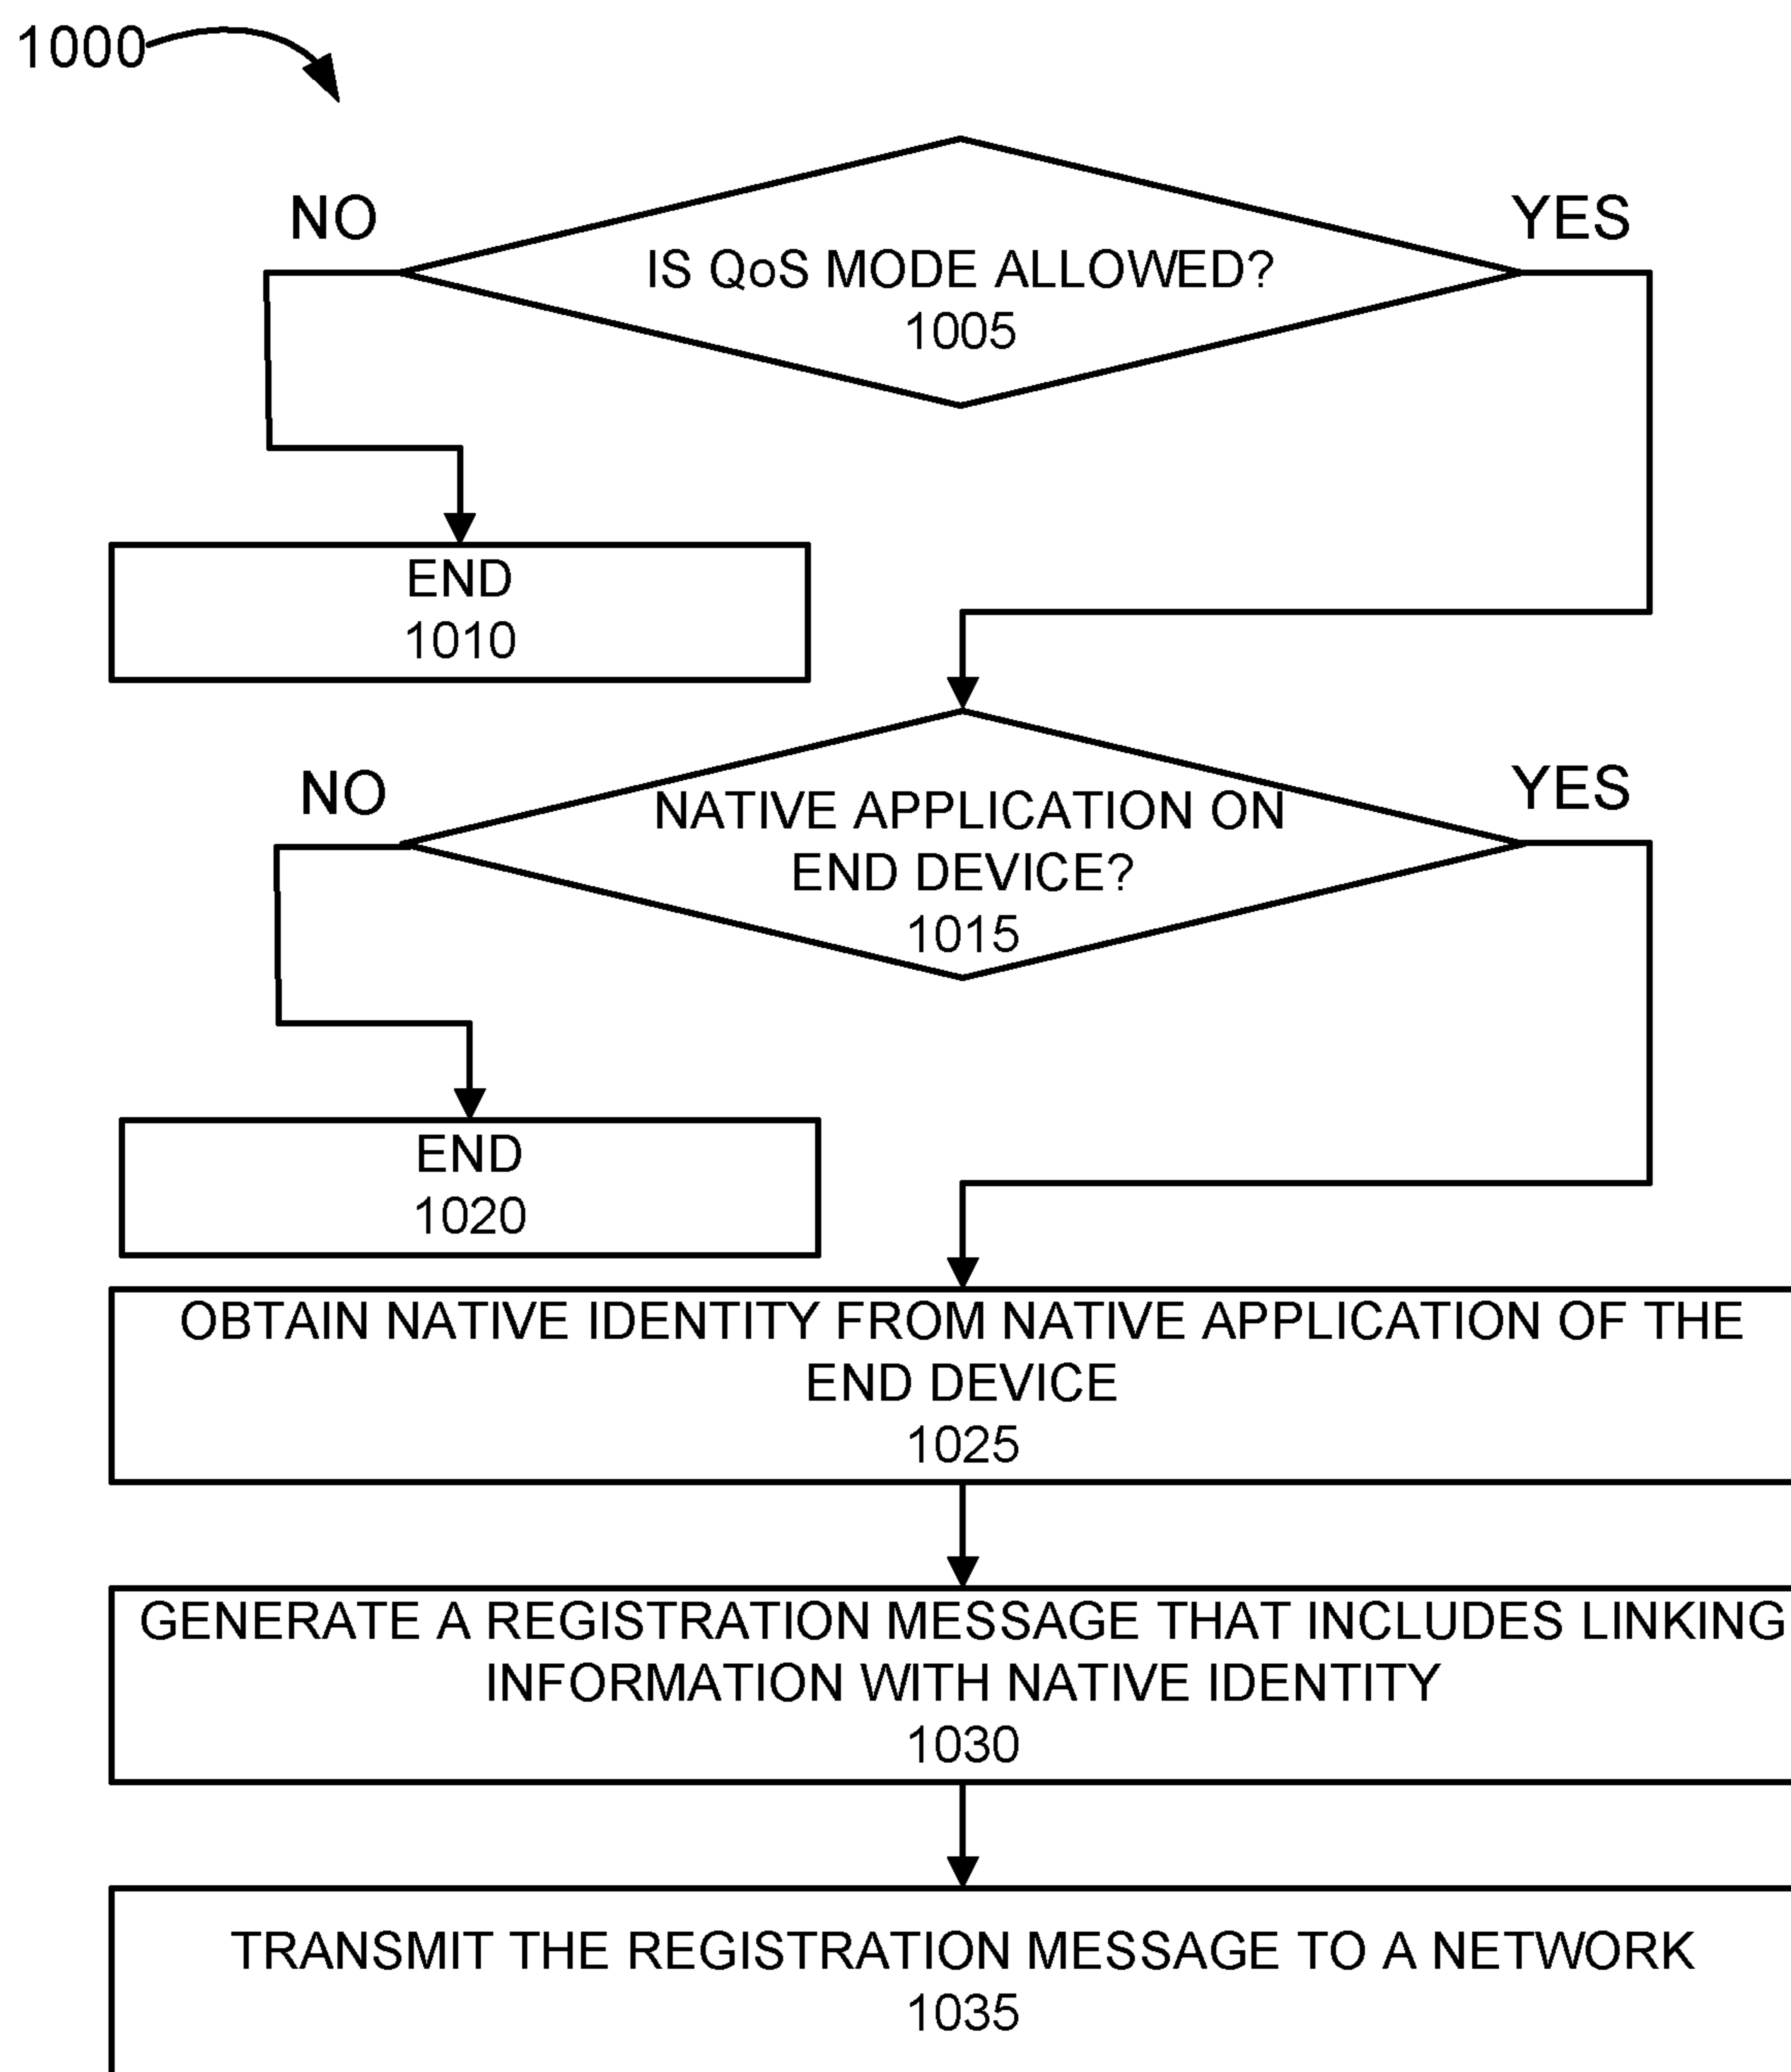 1000
NO
YES
IS QoS MODE ALLOWED?
1005
END
1010
NO
YES
NATIVE APPLICATION ON
END DEVICE?
1015
END
1020
OBTAIN NATIVE IDENTITY FROM NATIVE APPLICATION OF THE
END DEVICE
1025
GENERATE A REGISTRATION MESSAGE THAT INCLUDES LINKING
INFORMATION WITH NATIVE IDENTITY
1030
TRANSMIT THE REGISTRATION MESSAGE TO A NETWORK
1035